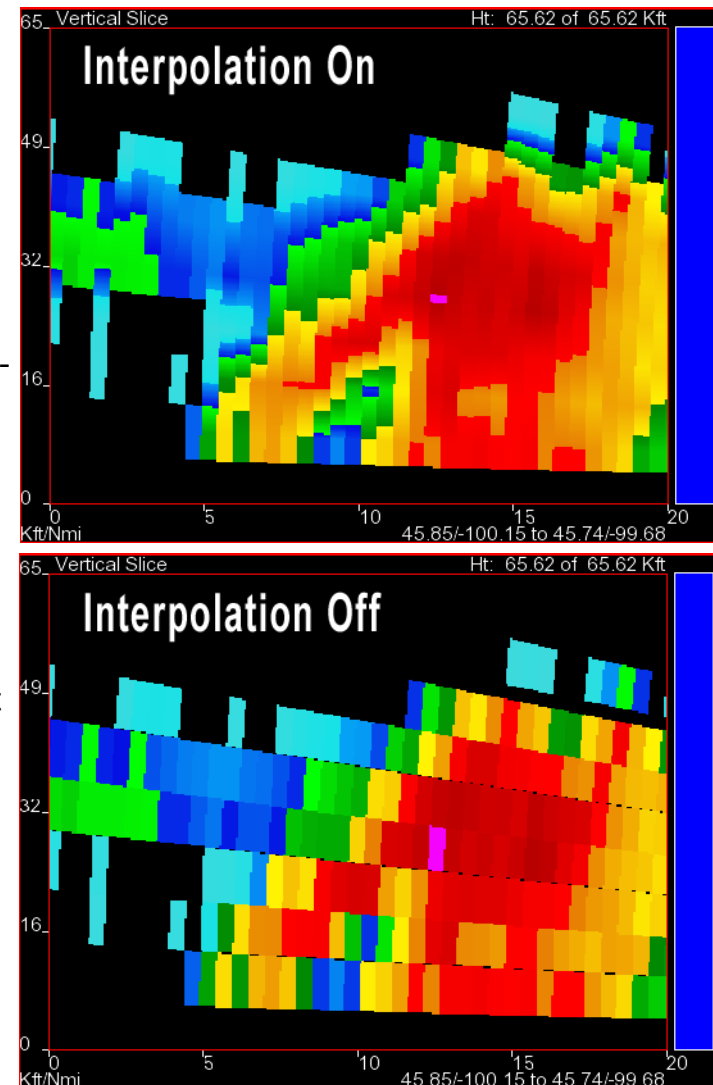 Vertical Slice Ht: 65.62 of 65.62 Kft
65
Interpolation On
49
32
16
0
0 5 10 15 20
Kft/Nmi 45.85/-100.15 to 45.74/-99.68
Vertical Slice Ht: 65.62 of 65.62 Kft
65
Interpolation Off
49
32
16
0
0 5 10 15 20
Kft/Nmi 45.85/-100.15 to 45.74/-99.68